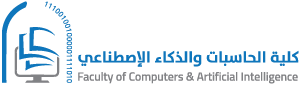 كلية الحاسبات والذكاء الإصطناعي
Faculty of Computers & Artificial Intelligence